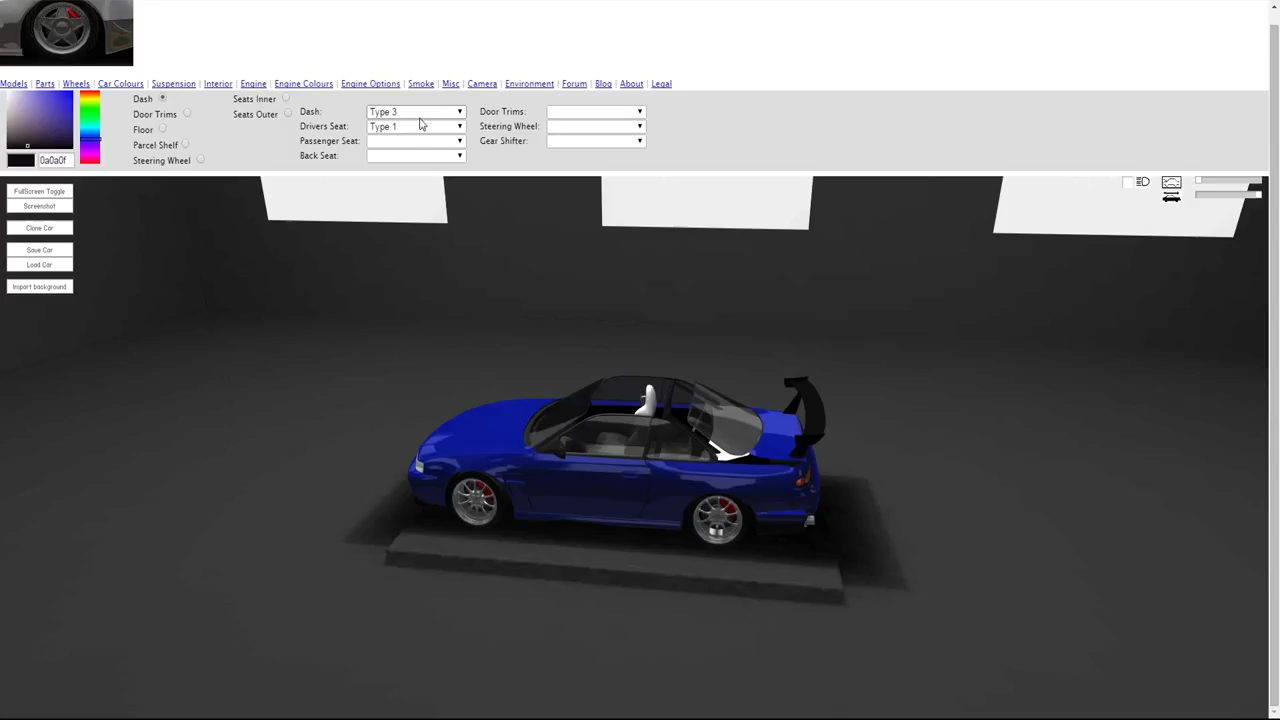 Models | Parts | Wheels | Car Colours | Suspension | Interior | Engine | Engine Colours | Engine Options | Smoke | Misc | Camera | Environment | Forum | Blog | About | Legal
Dash Seats Inner
Door Trims Seats Outer
Floor
Parcel Shelf
Steering Wheel
0a0a0f
Dash: Type 3 Door Trims:
Drivers Seat: Type 1 Steering Wheel:
Passenger Seat: Gear Shifter:
Back Seat:
FullScreen Toggle
Screenshot
Clone Car
Save Car
Load Car
Import background